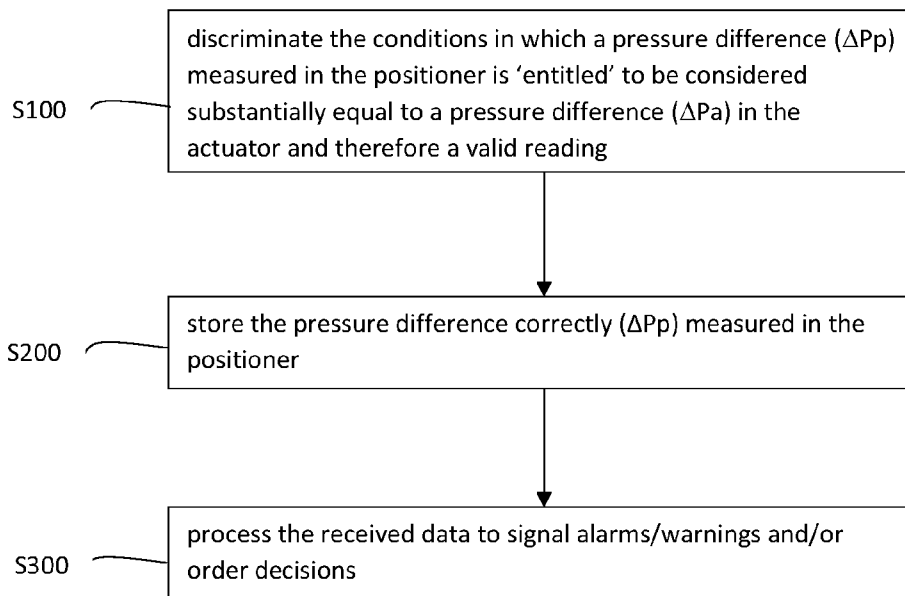 S100
discriminate the conditions in which a pressure difference (ΔPp)
measured in the positioner is ‘entitled’ to be considered
substantially equal to a pressure difference (ΔPa) in the
actuator and therefore a valid reading
S200
store the pressure difference correctly (ΔPp) measured in the
positioner
S300
process the received data to signal alarms/warnings and/or
order decisions